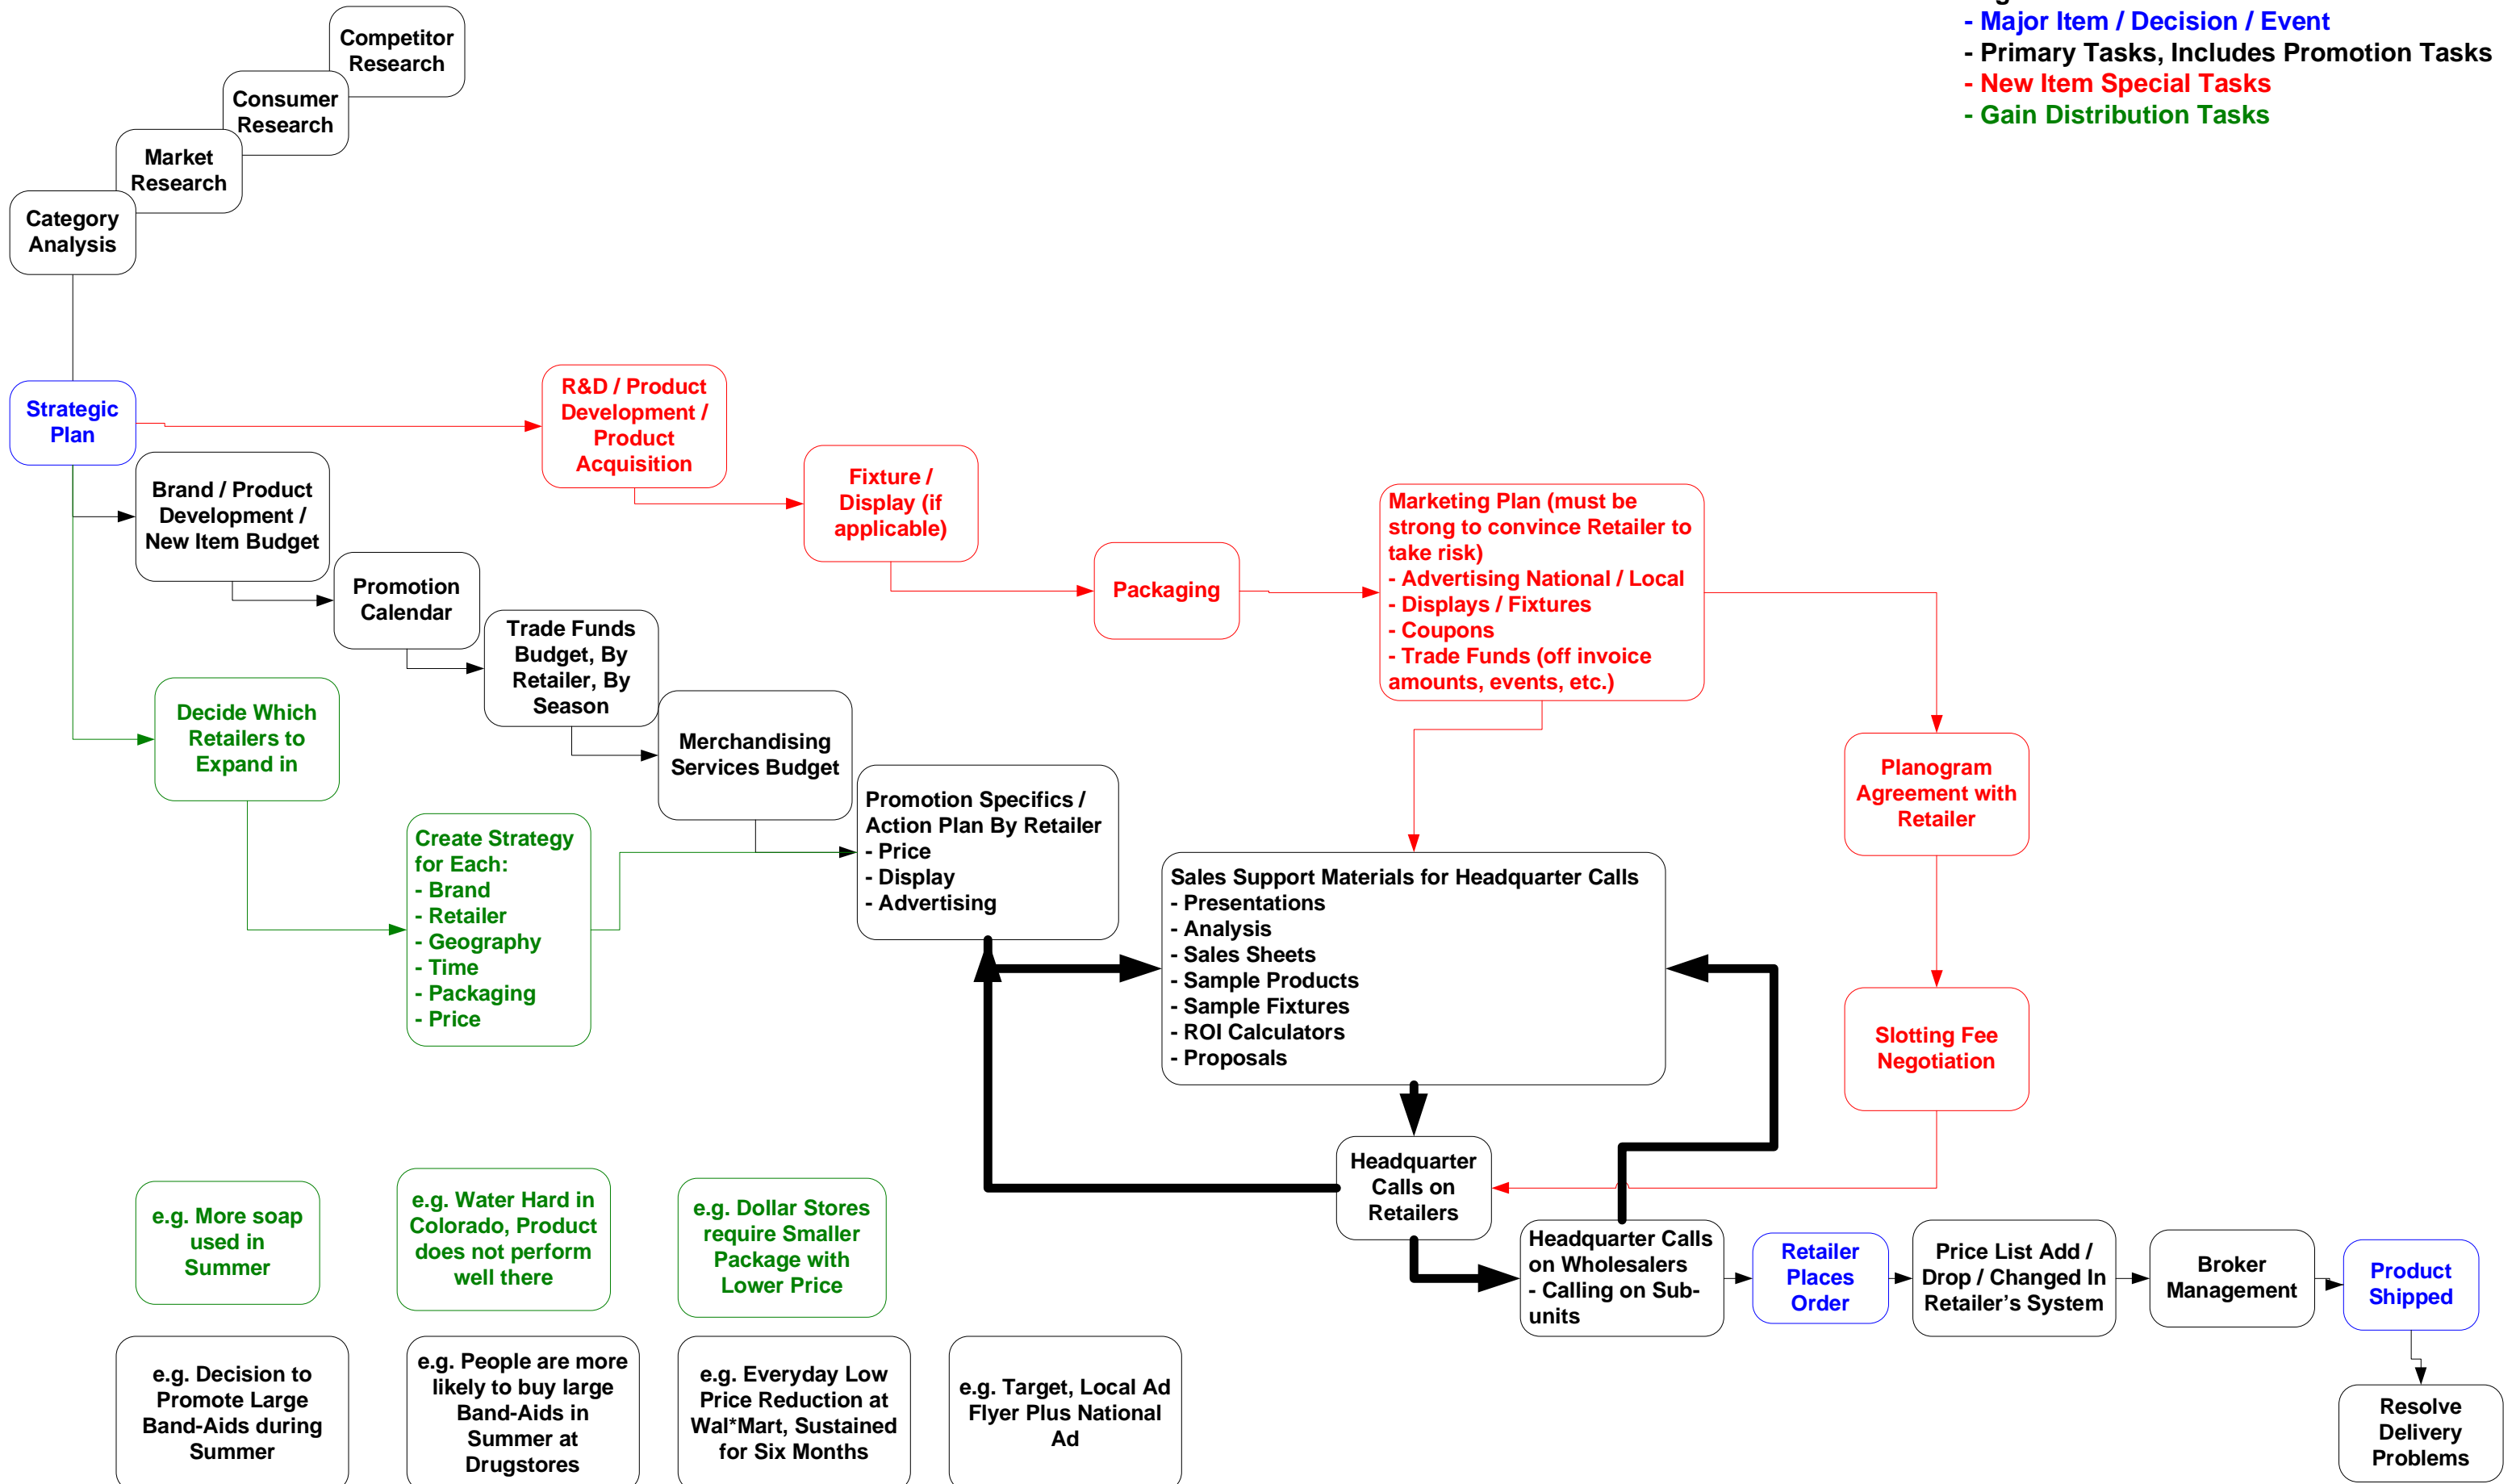 - Major Item / Decision / Event
- Primary Tasks, Includes Promotion Tasks
- New Item Special Tasks
- Gain Distribution Tasks
Competitor
Research
Consumer
Research
Market
Research
Category
Analysis
Strategic
Plan
R&D / Product
Development /
Product
Acquisition
Fixture /
Display (if
applicable)
Packaging
Marketing Plan (must be
strong to convince Retailer to
take risk)
- Advertising National / Local
- Displays / Fixtures
- Coupons
- Trade Funds (off invoice
amounts, events, etc.)
Brand / Product
Development /
New Item Budget
Promotion
Calendar
Trade Funds
Budget, By
Retailer, By
Season
Merchandising
Services Budget
Decide Which
Retailers to
Expand in
Create Strategy
for Each:
- Brand
- Retailer
- Geography
- Time
- Packaging
- Price
Promotion Specifics /
Action Plan By Retailer
- Price
- Display
- Advertising
Sales Support Materials for Headquarter Calls
- Presentations
- Analysis
- Sales Sheets
- Sample Products
- Sample Fixtures
- ROI Calculators
- Proposals
Planogram
Agreement with
Retailer
Slotting Fee
Negotiation
Headquarter
Calls on
Retailers
Headquarter Calls
on Wholesalers
- Calling on Sub-
units
Retailer
Places
Order
Price List Add /
Drop / Changed In
Retailer's System
Broker
Management
Product
Shipped
Resolve
Delivery
Problems
e.g. More soap
used in
Summer
e.g. Water Hard in
Colorado, Product
does not perform
well there
e.g. Dollar Stores
require Smaller
Package with
Lower Price
e.g. Decision to
Promote Large
Band-Aids during
Summer
e.g. People are more
likely to buy large
Band-Aids in
Summer at
Drugstores
e.g. Everyday Low
Price Reduction at
Wal*Mart, Sustained
for Six Months
e.g. Target, Local Ad
Flyer Plus National
Ad